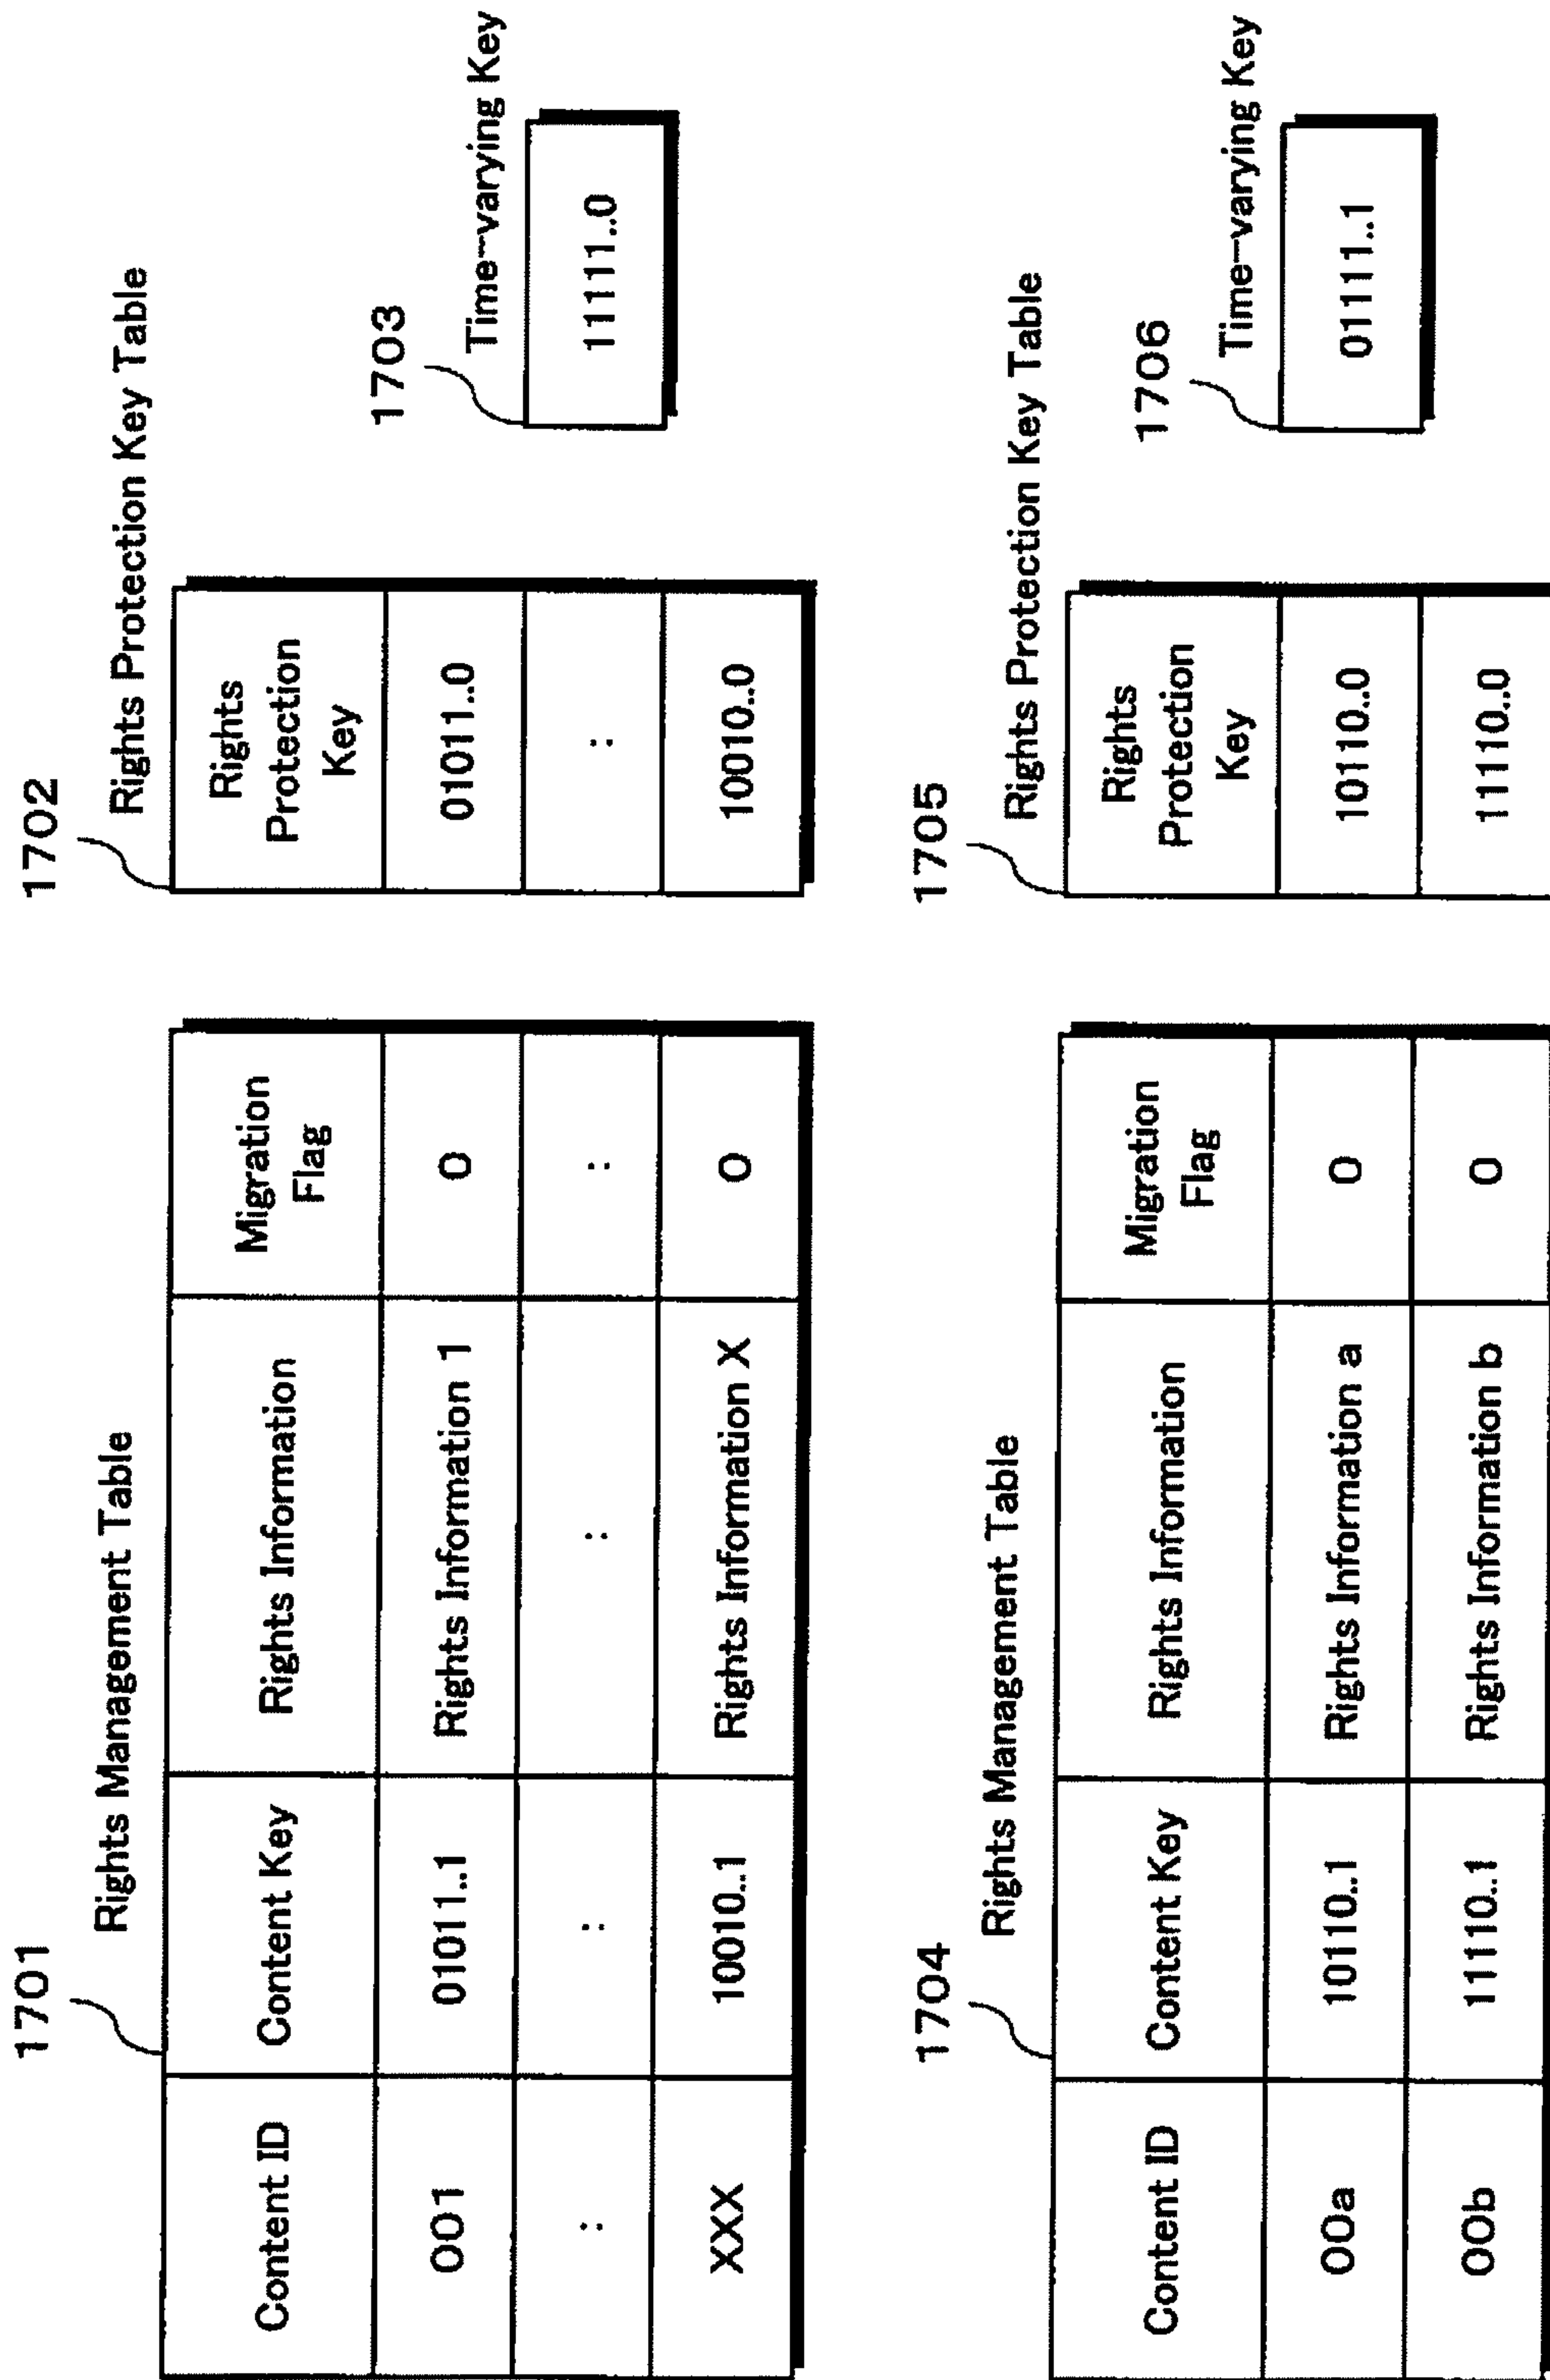 1701
Rights Management Table
Content ID Content Key Rights Information Migration Flag
001 01011..1 Rights Information 1 0
: : : :
XXX 10010..1 Rights Information X 0
1702
Rights Protection Key Table
Rights Protection Key
01011..0
:
10010..0
1703
Time-varying Key
11111..0
1704
Rights Management Table
Content ID Content Key Rights Information Migration Flag
00a 10110..1 Rights Information a 0
00b 11110..1 Rights Information b 0
1705
Rights Protection Key Table
Rights Protection Key
10110..0
11110..0
1706
Time-varying Key
01111..1